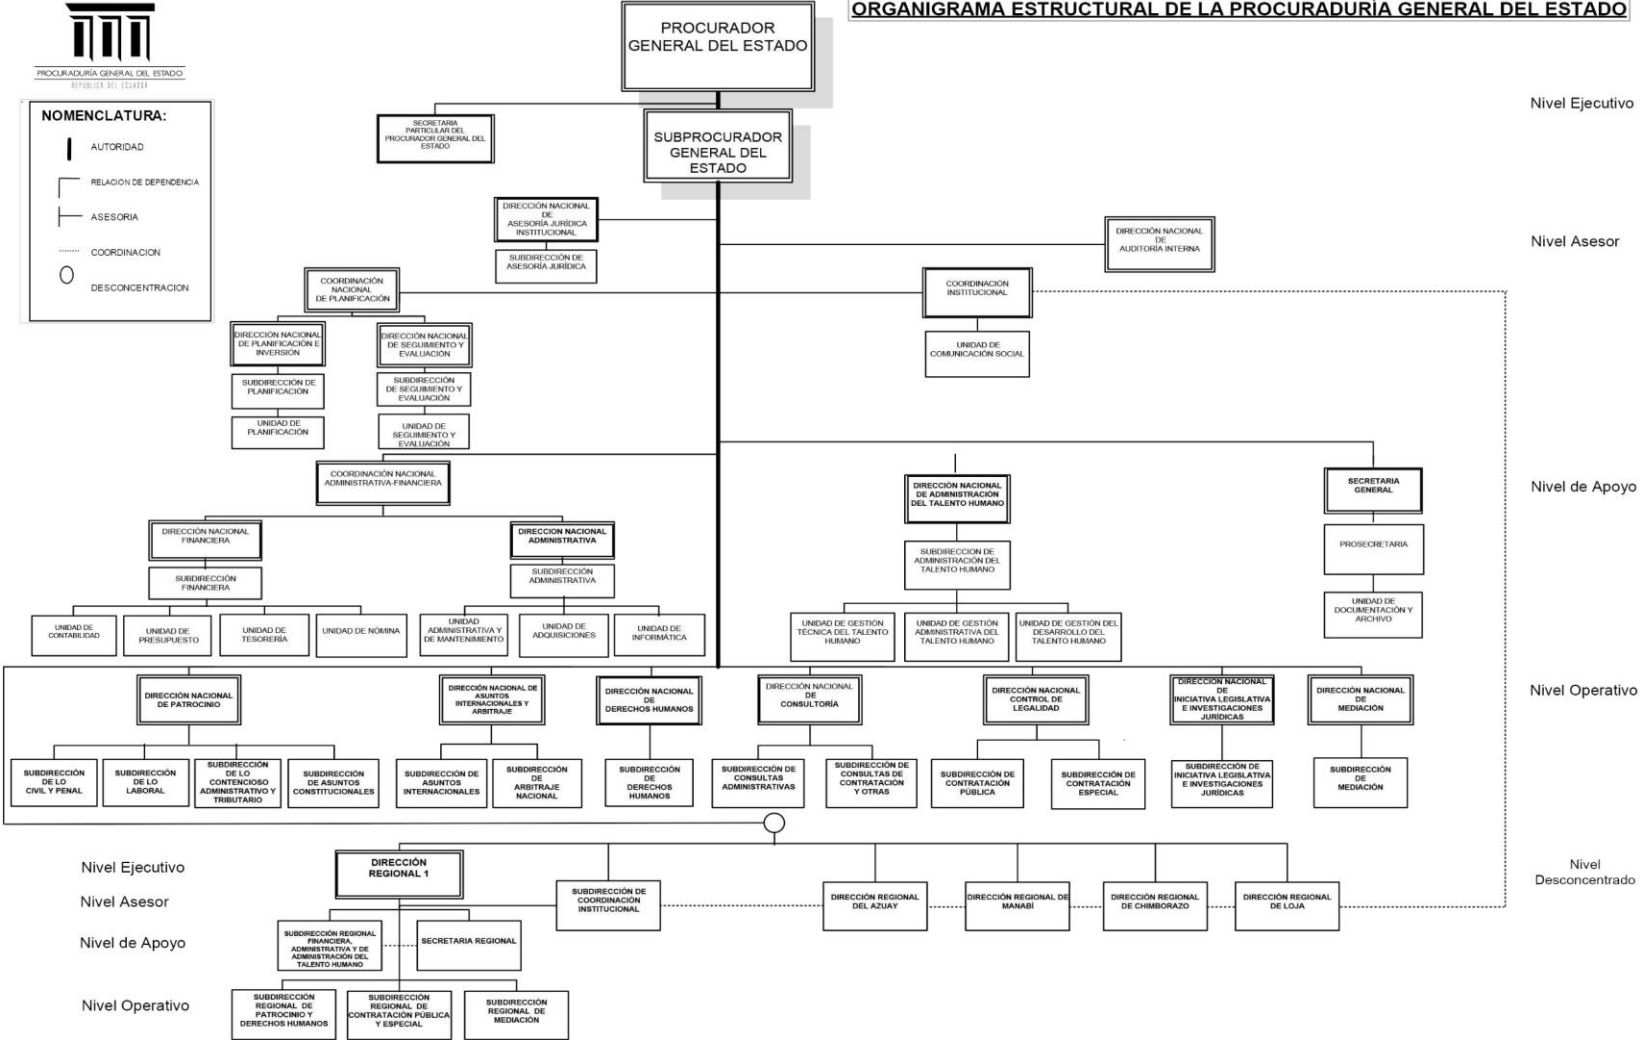 ORGANIGRAMA ESTRUCTURAL DE LA PROCURADURÍA GENERAL DEL ESTADO
PROCURADURÍA GENERAL DEL ESTADO
REPÚBLICA DEL ECUADOR
NOMENCLATURA:
AUTORIDAD
RELACION DE DEPENDENCIA
ASESORIA
COORDINACION
DESCONCENTRACION
PROCURADOR
GENERAL DEL ESTADO
Nivel Ejecutivo
SECRETARIA
PARTICULAR DEL
PROCURADOR GENERAL DEL
ESTADO
SUBPROCURADOR
GENERAL DEL
ESTADO
DIRECCIÓN NACIONAL
DE
ASESORÍA JURÍDICA
INSTITUCIONAL
SUBDIRECCIÓN DE
ASESORÍA JURÍDICA
DIRECCIÓN NACIONAL
DE
AUDITORÍA INTERNA
Nivel Asesor
COORDINACIÓN
NACIONAL
DE PLANIFICACIÓN
COORDINACIÓN
INSTITUCIONAL
DIRECCIÓN NACIONAL
DE PLANIFICACIÓN E
INVERSIÓN
DIRECCIÓN NACIONAL
DE SEGUIMIENTO Y
EVALUACIÓN
UNIDAD DE
COMUNICACIÓN SOCIAL
SUBDIRECCIÓN DE
PLANIFICACIÓN
SUBDIRECCIÓN
DE SEGUIMIENTO Y
EVALUACIÓN
UNIDAD DE
PLANIFICACIÓN
UNIDAD DE
SEGUIMIENTO Y
EVALUACIÓN
COORDINACIÓN NACIONAL
ADMINISTRATIVA-FINANCIERA
DIRECCIÓN NACIONAL
DE ADMINISTRACIÓN
DEL TALENTO HUMANO
SECRETARIA
GENERAL
Nivel de Apoyo
DIRECCIÓN NACIONAL
FINANCIERA
DIRECCION NACIONAL
ADMINISTRATIVA
SUBDIRECCION DE
ADMINISTRACIÓN DEL
TALENTO HUMANO
PROSECRETARIA
SUBDIRECCIÓN
FINANCIERA
SUBDIRECCIÓN
ADMINISTRATIVA
UNIDAD DE
DOCUMENTACIÓN Y
ARCHIVO
UNIDAD DE
CONTABILIDAD
UNIDAD DE
PRESUPUESTO
UNIDAD DE
TESORERÍA
UNIDAD DE NÓMINA
UNIDAD
ADMINISTRATIVA Y
DE MANTENIMIENTO
UNIDAD DE
ADQUISICIONES
UNIDAD DE
INFORMÁTICA
UNIDAD DE GESTIÓN
TÉCNICA DEL TALENTO
HUMANO
UNIDAD DE GESTIÓN
ADMINISTRATIVA DEL
TALENTO HUMANO
UNIDAD DE GESTIÓN DEL
DESARROLLO DEL
TALENTO HUMANO
DIRECCIÓN NACIONAL
DE PATROCINIO
DIRECCIÓN NACIONAL DE
ASUNTOS
INTERNACIONALES Y
ARBITRAJE
DIRECCIÓN NACIONAL
DE
DERECHOS HUMANOS
DIRECCIÓN NACIONAL
DE
CONSULTORÍA
DIRECCIÓN NACIONAL
CONTROL DE
LEGALIDAD
DIRECCION NACIONAL
DE
INICIATIVA LEGISLATIVA
E INVESTIGACIONES
JURÍDICAS
DIRECCIÓN NACIONAL
DE
MEDIACIÓN
Nivel Operativo
SUBDIRECCIÓN
DE LO
CIVIL Y PENAL
SUBDIRECCIÓN
DE LO
LABORAL
SUBDIRECCIÓN
DE LO
CONTENCIOSO
ADMINISTRATIVO Y
TRIBUTARIO
SUBDIRECCIÓN
DE ASUNTOS
CONSTITUCIONALES
SUBDIRECCIÓN DE
ASUNTOS
INTERNACIONALES
SUBDIRECCIÓN
DE
ARBITRAJE
NACIONAL
SUBDIRECCIÓN
DE
DERECHOS
HUMANOS
SUBDIRECCIÓN DE
CONSULTAS
ADMINISTRATIVAS
SUBDIRECCIÓN DE
CONSULTAS DE
CONTRATACIÓN
Y OTRAS
SUBDIRECCIÓN DE
CONTRATACIÓN
PÚBLICA
SUBDIRECCIÓN DE
CONTRATACIÓN
ESPECIAL
SUBDIRECCIÓN DE
INICIATIVA LEGISLATIVA
E INVESTIGACIONES
JURÍDICAS
SUBDIRECCIÓN
DE
MEDIACIÓN
Nivel Ejecutivo
DIRECCIÓN
REGIONAL 1
Nivel
Desconcentrado
Nivel Asesor
SUBDIRECCIÓN DE
COORDINACIÓN
INSTITUCIONAL
DIRECCIÓN REGIONAL
DEL AZUAY
DIRECCIÓN REGIONAL DE
MANABÍ
DIRECCIÓN REGIONAL
DE CHIMBORAZO
DIRECCIÓN REGIONAL
DE LOJA
Nivel de Apoyo
SUBDIRECCIÓN REGIONAL
FINANCIERA,
ADMINISTRATIVA Y DE
ADMINISTRACIÓN DEL
TALENTO HUMANO
SECRETARIA REGIONAL
Nivel Operativo
SUBDIRECCIÓN
REGIONAL DE
PATROCINIO Y
DERECHOS HUMANOS
SUBDIRECCIÓN
REGIONAL DE
CONTRATACIÓN PÚBLICA
Y ESPECIAL
SUBDIRECCIÓN
REGIONAL DE
MEDIACIÓN